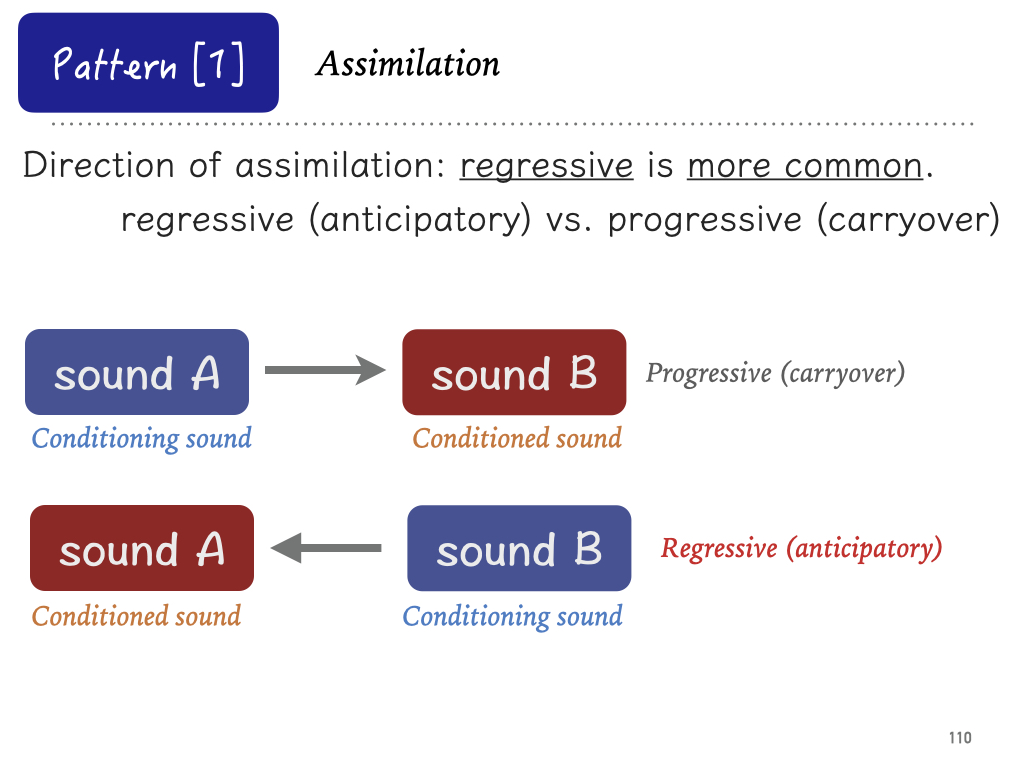 Pattern [1]
Assimilation
Direction of assimilation: regressive is more common.
regressive (anticipatory) vs. progressive (carryover)
sound A
sound B
Progressive (carryover)
Conditioning sound
Conditioned sound
sound A
sound B
Regressive (anticipatory)
Conditioned sound
Conditioning sound
110